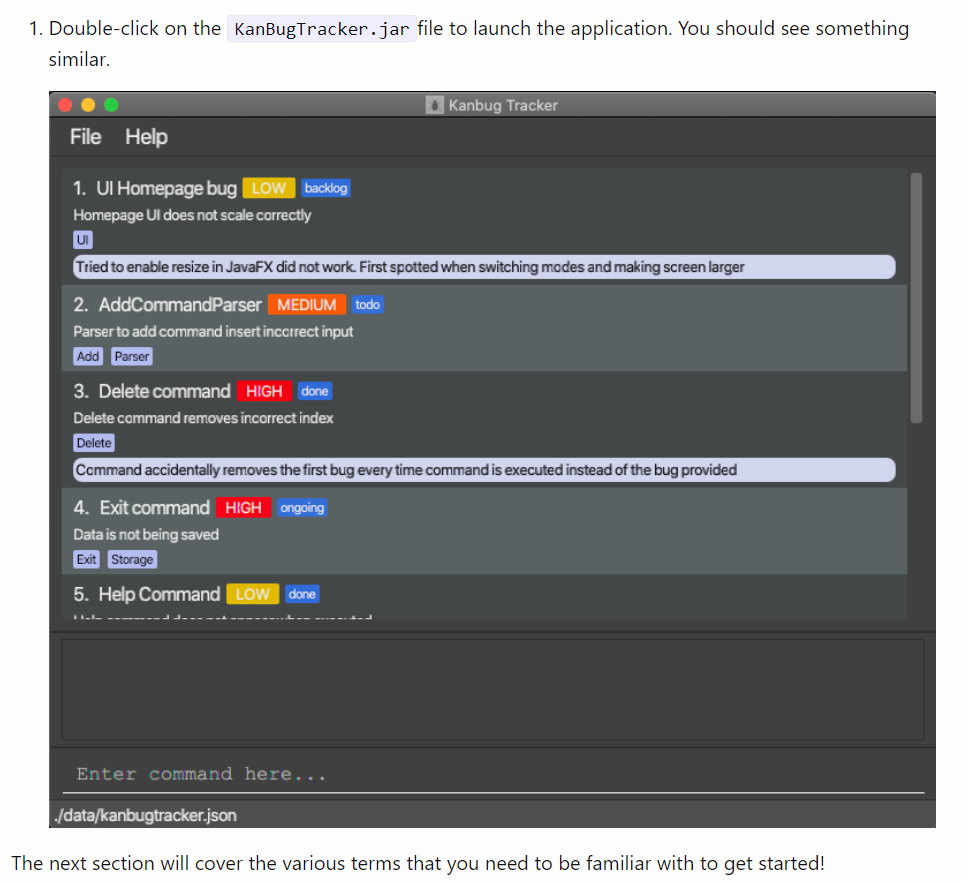 1. Double-click on the KanBugTracker.jar file to launch the application. You should see something
similar.
Kanbug Tracker
File Help
1. UI Homepage bug LOW backlog
Homepage UI does not scale correctly
UI
Tried to enable resize in JavaFX did not work. First spotted when switching modes and making screen larger
2. AddCommandParser MEDIUM todo
Parser to add command insert incorrect input
Add Parser
3. Delete command HIGH done
Delete command removes incorrect index
Delete
Command accidentally removes the first bug every time command is executed instead of the bug provided
4. Exit command HIGH ongoing
Data is not being saved
Exit Storage
5. Help Command LOW done
Help command does not appear when executed
Enter command here...
./data/kanbugtracker.json
The next section will cover the various terms that you need to be familiar with to get started!